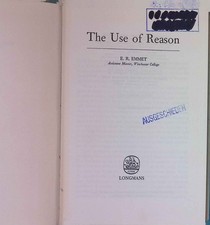 The Use of Reason
E. R. EMMET
Assistant Master, Winchester College
AUSGESCHIEDEN
LONGMANS